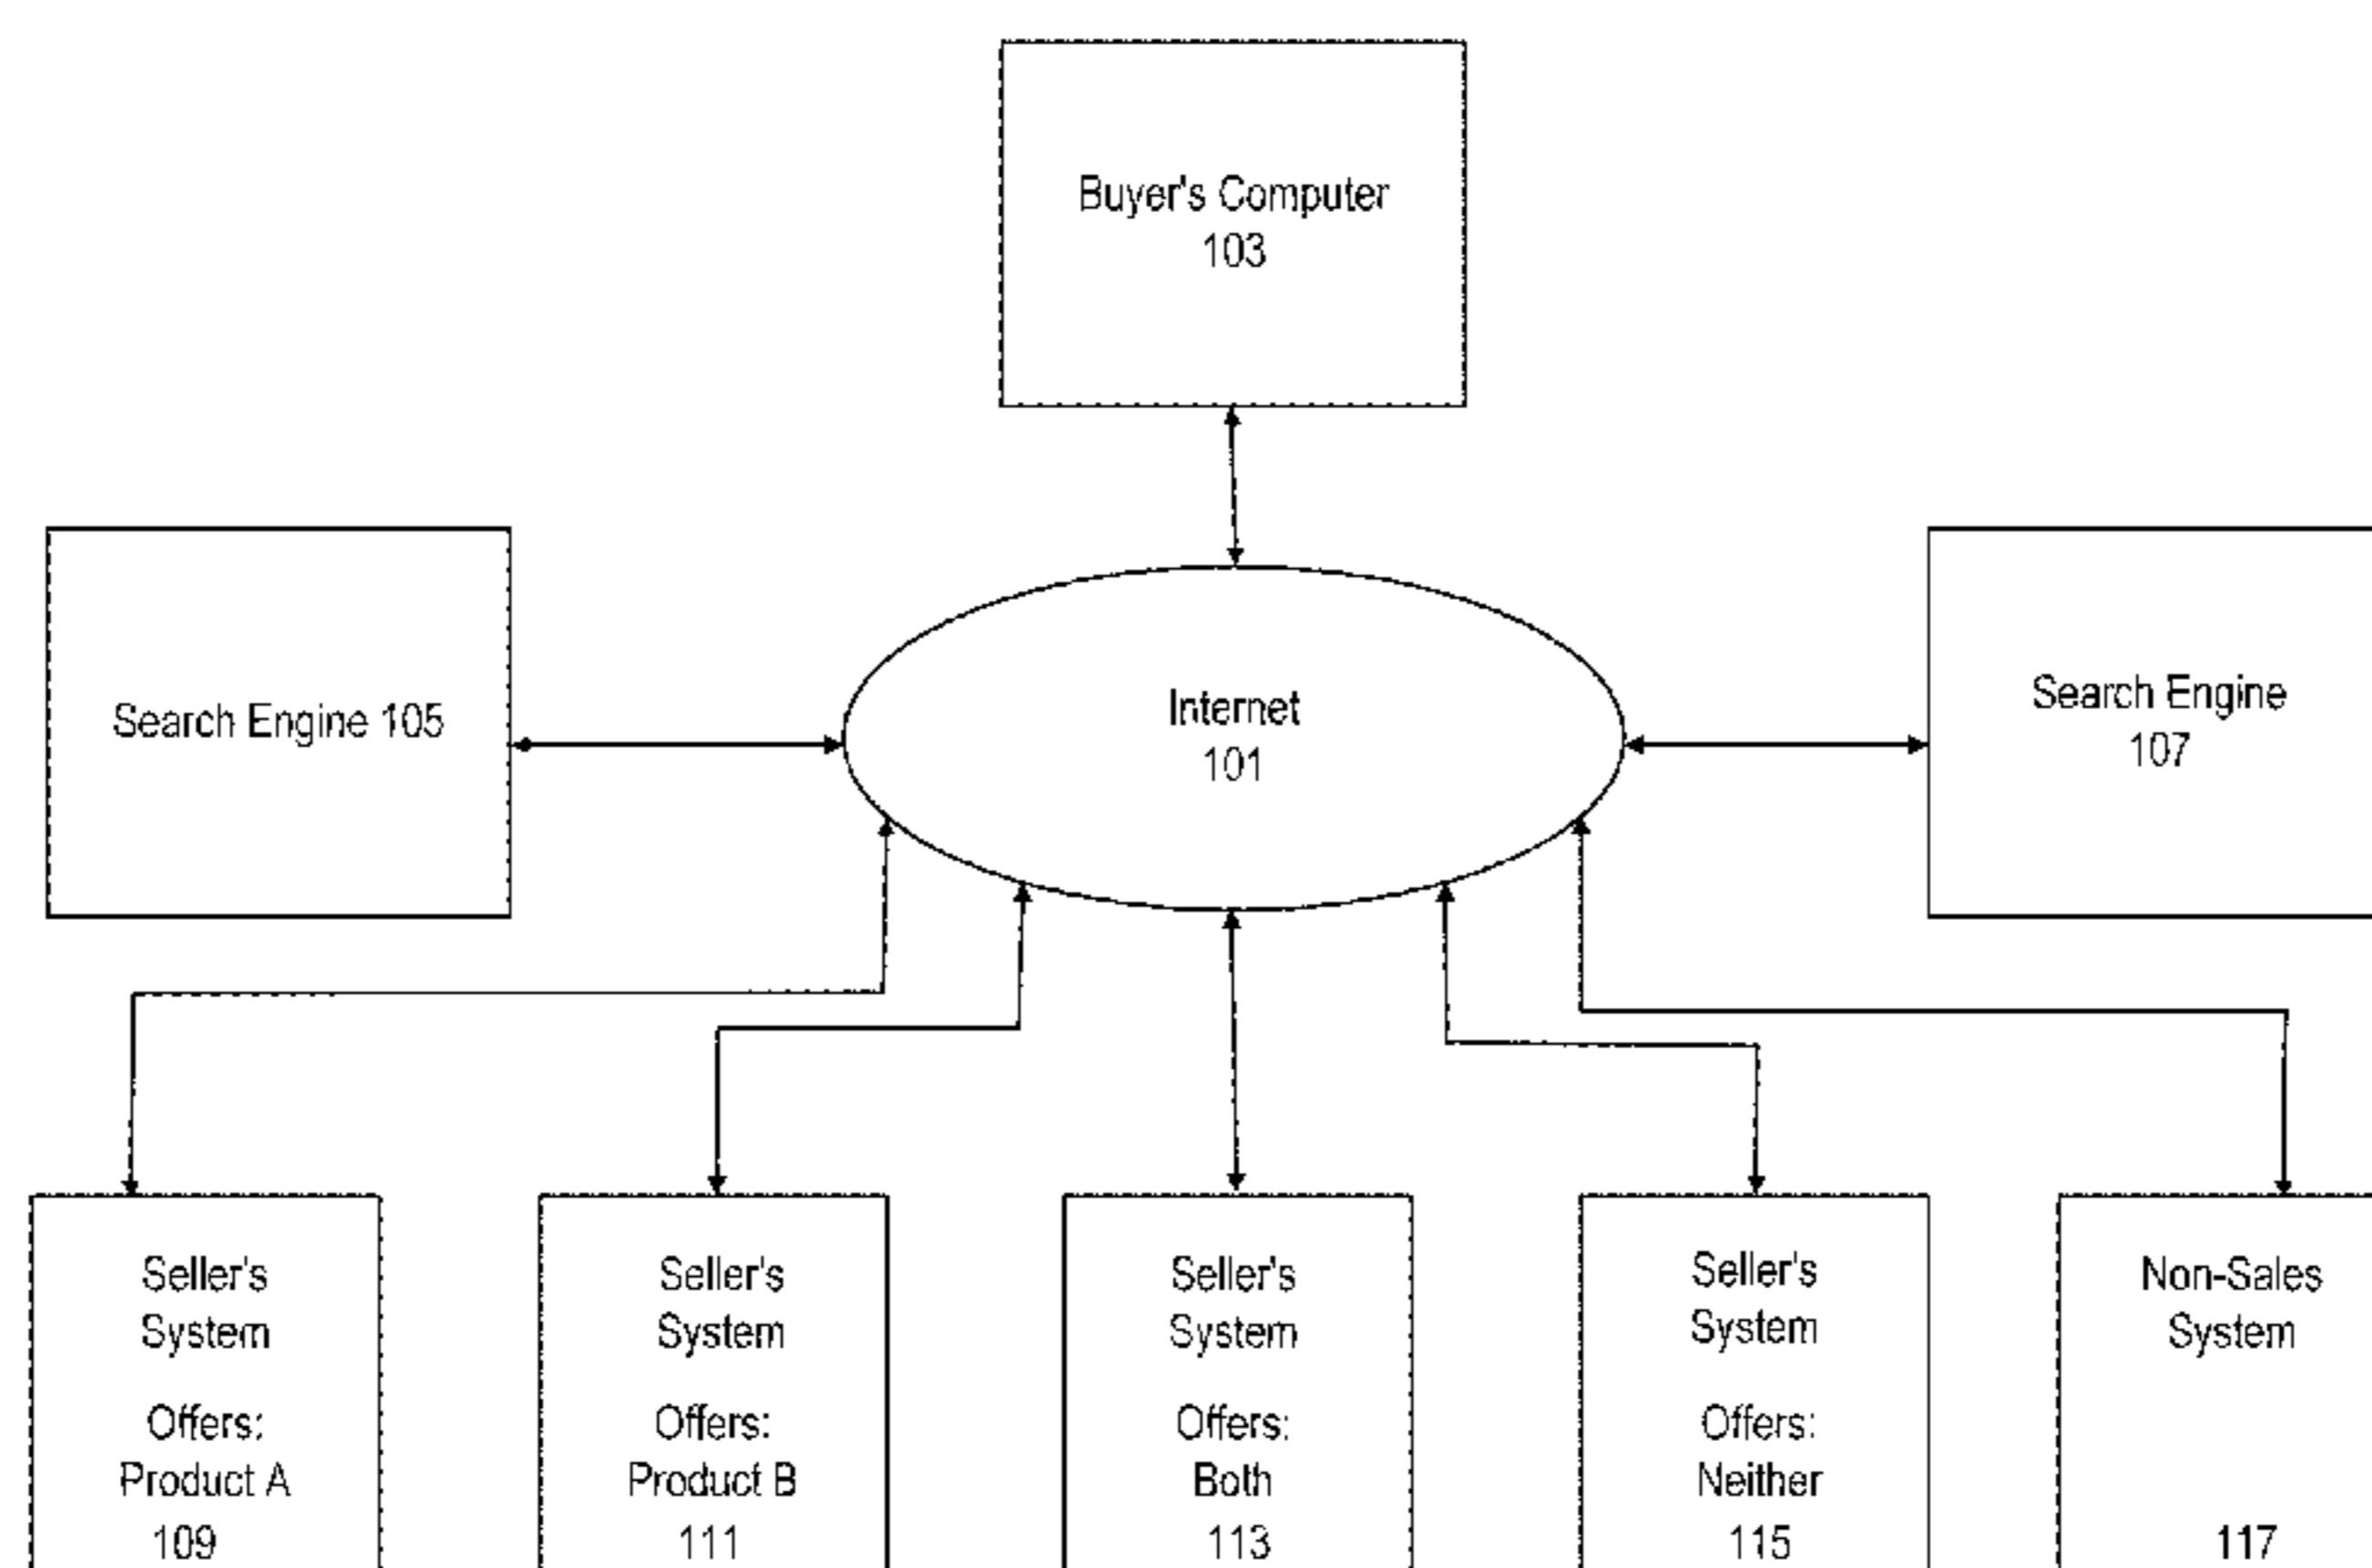 Buyer's Computer
103
Search Engine 105
Internet
101
Search Engine
107
Seller's
System
Offers:
Product A
109
Seller's
System
Offers:
Product B
111
Seller's
System
Offers:
Both
113
Seller's
System
Offers:
Neither
115
Non-Sales
System
117